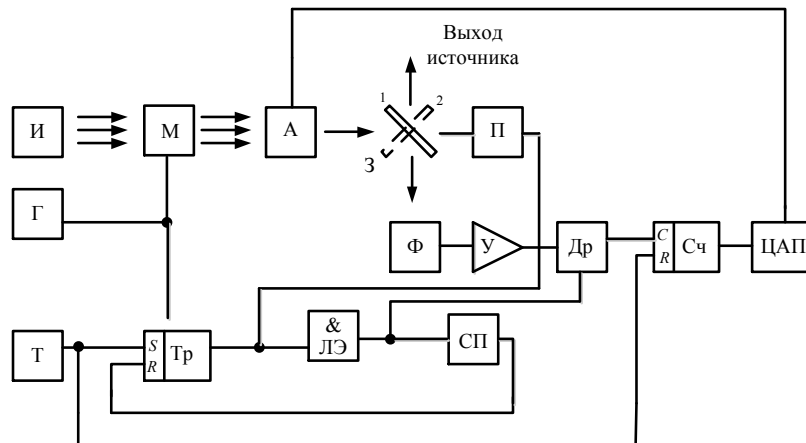 Выход
источника
1
2
И
М
А
П
З
Г
Ф
У
Др
C
R
Сч
ЦАП
Т
S
R
Тр
&
ЛЭ
СП